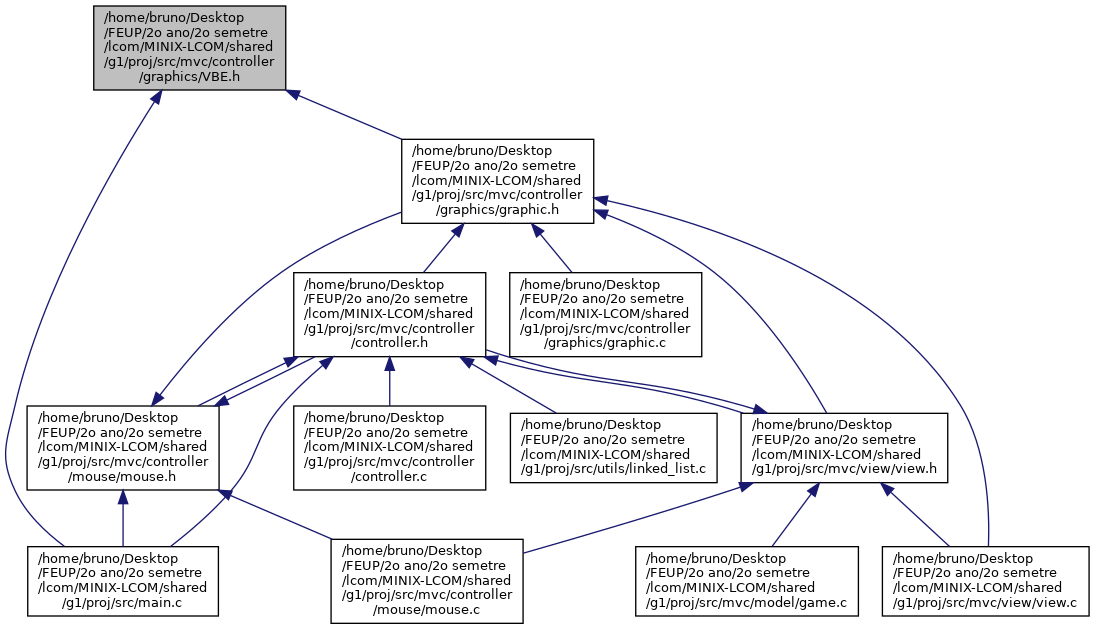 /home/bruno/Desktop
/FEUP/2o ano/2o semetre
/lcom/MINIX-LCOM/shared
/g1/proj/src/mvc/controller
/graphics/VBE.h
/home/bruno/Desktop
/FEUP/2o ano/2o semetre
/lcom/MINIX-LCOM/shared
/g1/proj/src/mvc/controller
/graphics/graphic.h
/home/bruno/Desktop
/FEUP/2o ano/2o semetre
/lcom/MINIX-LCOM/shared
/g1/proj/src/mvc/controller
/controller.h
/home/bruno/Desktop
/FEUP/2o ano/2o semetre
/lcom/MINIX-LCOM/shared
/g1/proj/src/mvc/controller
/graphics/graphic.c
/home/bruno/Desktop
/FEUP/2o ano/2o semetre
/lcom/MINIX-LCOM/shared
/g1/proj/src/mvc/controller
/mouse/mouse.h
/home/bruno/Desktop
/FEUP/2o ano/2o semetre
/lcom/MINIX-LCOM/shared
/g1/proj/src/mvc/controller
/controller.c
/home/bruno/Desktop
/FEUP/2o ano/2o semetre
/lcom/MINIX-LCOM/shared
/g1/proj/src/utils/linked_list.c
/home/bruno/Desktop
/FEUP/2o ano/2o semetre
/lcom/MINIX-LCOM/shared
/g1/proj/src/mvc/view/view.h
/home/bruno/Desktop
/FEUP/2o ano/2o semetre
/lcom/MINIX-LCOM/shared
/g1/proj/src/main.c
/home/bruno/Desktop
/FEUP/2o ano/2o semetre
/lcom/MINIX-LCOM/shared
/g1/proj/src/mvc/controller
/mouse/mouse.c
/home/bruno/Desktop
/FEUP/2o ano/2o semetre
/lcom/MINIX-LCOM/shared
/g1/proj/src/mvc/model/game.c
/home/bruno/Desktop
/FEUP/2o ano/2o semetre
/lcom/MINIX-LCOM/shared
/g1/proj/src/mvc/view/view.c